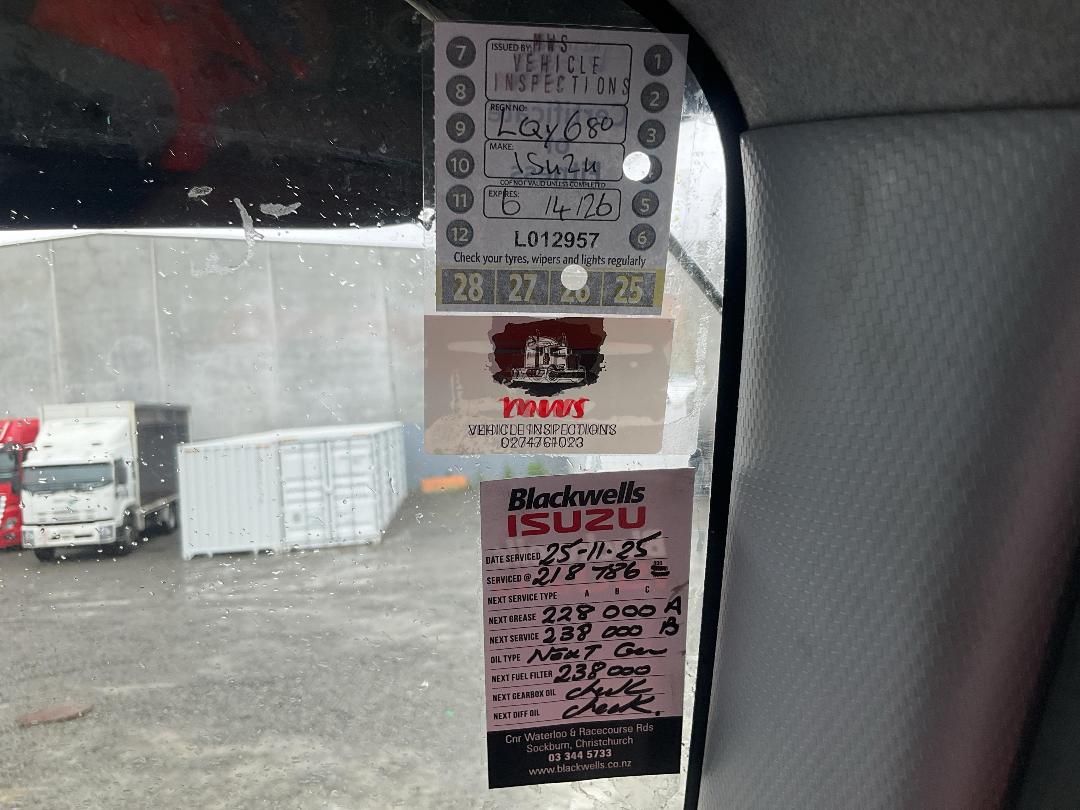 7 ISSUED BY: MWS 1
VEHICLE
8 INSPECTIONS 2
REGN NO:
9 LQY680 3
MAKE:
10 ISUZU
COF NOT VALID UNLESS COMPLETED
EXPIRES:
11 6 14 126 5
12 L012957 6
Check your tyres, wipers and lights regularly
28 27 26 25
mws
VEHICLE INSPECTIONS
0274761023
Blackwells
ISUZU
DATE SERVICED 25-11-25
SERVICED @ 218 786
NEXT SERVICE TYPE A B C
NEXT GREASE 228 000 A
NEXT SERVICE 238 000 B
OIL TYPE NexT Gen
NEXT FUEL FILTER 238000
NEXT GEARBOX OIL check
NEXT DIFF OIL check.
Cnr Waterloo & Racecourse Rds
Sockburn, Christchurch
03 344 5733
www.blackwells.co.nz